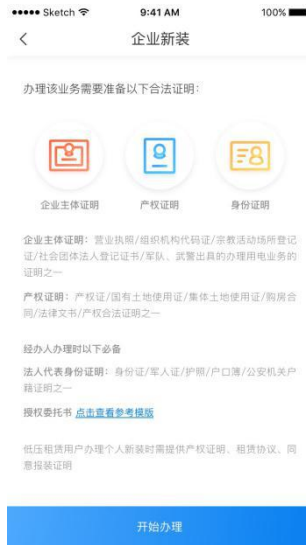 Sketch 9:41 AM 100%
企业新装
办理该业务需要准备以下合法证明：
企业主体证明 产权证明 身份证明
企业主体证明：营业执照/组织机构代码证/宗教活动场所登记
证/社会团体法人登记证书/军队、武警出具的办理用电业务的
证明之一
产权证明：产权证/国有土地使用证/集体土地使用证/购房合
同/法律文书/产权合法证明之一
经办人办理时以下必备
法人代表身份证明：身份证/军人证/护照/户口簿/公安机关户
籍证明之一
授权委托书 点击查看参考模版
低压租赁用户办理个人新装时需提供产权证明、租赁协议、同
意报装证明
开始办理